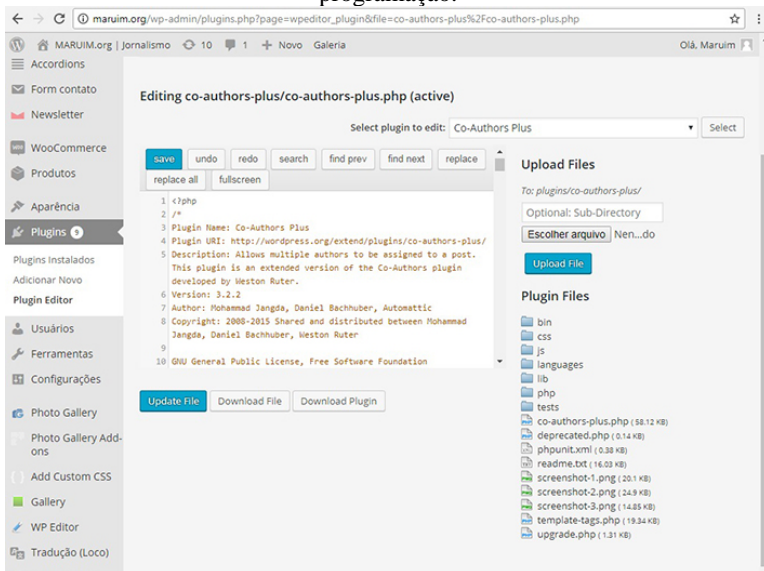 programação.
maruim.org/wp-admin/plugins.php?page=wpeditor_plugin&file=co-authors-plus%2Fco-authors-plus.php
MARUIM.org | Jornalismo 10 1 + Novo Galeria Olá, Maruim
Accordions
Form contato
Newsletter
WooCommerce
Produtos
Aparência
Plugins 9
Plugins Instalados
Adicionar Novo
Plugin Editor
Usuários
Ferramentas
Configurações
Photo Gallery
Photo Gallery Add-
ons
Add Custom CSS
Gallery
WP Editor
Tradução (Loco)
Editing co-authors-plus/co-authors-plus.php (active)
Select plugin to edit: Co-Authors Plus Select
save undo redo search find prev find next replace
replace all fullscreen
1 <?php
2 /*
3 Plugin Name: Co-Authors Plus
4 Plugin URI: http://wordpress.org/extend/plugins/co-authors-plus/
5 Description: Allows multiple authors to be assigned to a post.
This plugin is an extended version of the Co-Authors plugin
developed by Weston Ruter.
6 Version: 3.2.2
7 Author: Mohammad Jangda, Daniel Bachhuber, Automattic
8 Copyright: 2008-2015 Shared and distributed between Mohammad
Jangda, Daniel Bachhuber, Weston Ruter
9
10 GNU General Public License, Free Software Foundation
Update File Download File Download Plugin
Upload Files
To: plugins/co-authors-plus/
Optional: Sub-Directory
Escolher arquivo Nen...do
Upload File
Plugin Files
bin
css
js
languages
lib
php
tests
co-authors-plus.php ( 58.12 KB)
deprecated.php ( 0.14 KB)
phpunit.xml ( 0.38 KB)
readme.txt ( 16.03 KB)
screenshot-1.png ( 20.1 KB)
screenshot-2.png ( 24.9 KB)
screenshot-3.png ( 14.85 KB)
template-tags.php ( 19.34 KB)
upgrade.php ( 1.31 KB)